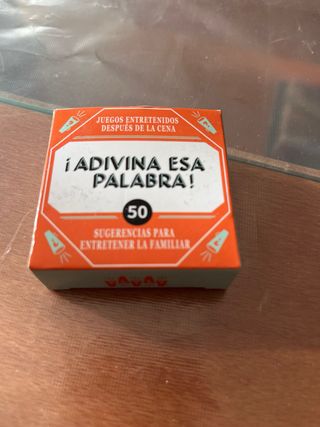 JUEGOS ENTRETENIDOS
DESPUÉS DE LA CENA
¡ADIVINA ESA
PALABRA!
50
SUGERENCIAS PARA
ENTRETENER LA FAMILIAR